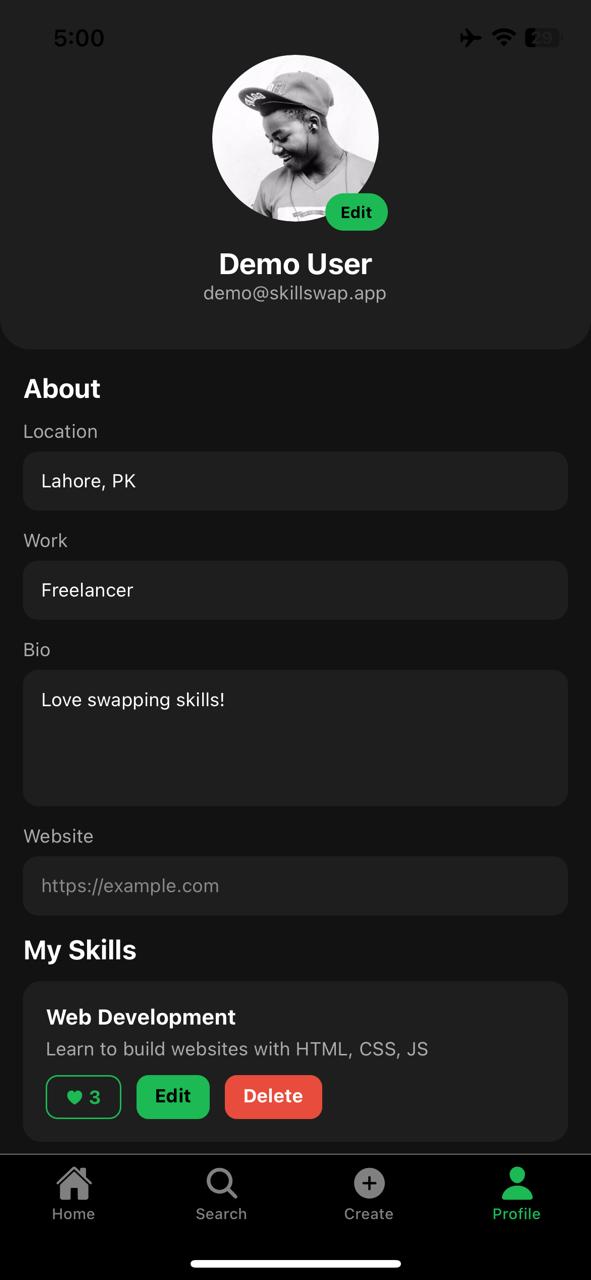 5:00
29
Edit
Demo User
demo@skillswap.app
About
Location
Lahore, PK
Work
Freelancer
Bio
Love swapping skills!
Website
https://example.com
My Skills
Web Development
Learn to build websites with HTML, CSS, JS
3 Edit Delete
Home Search Create Profile